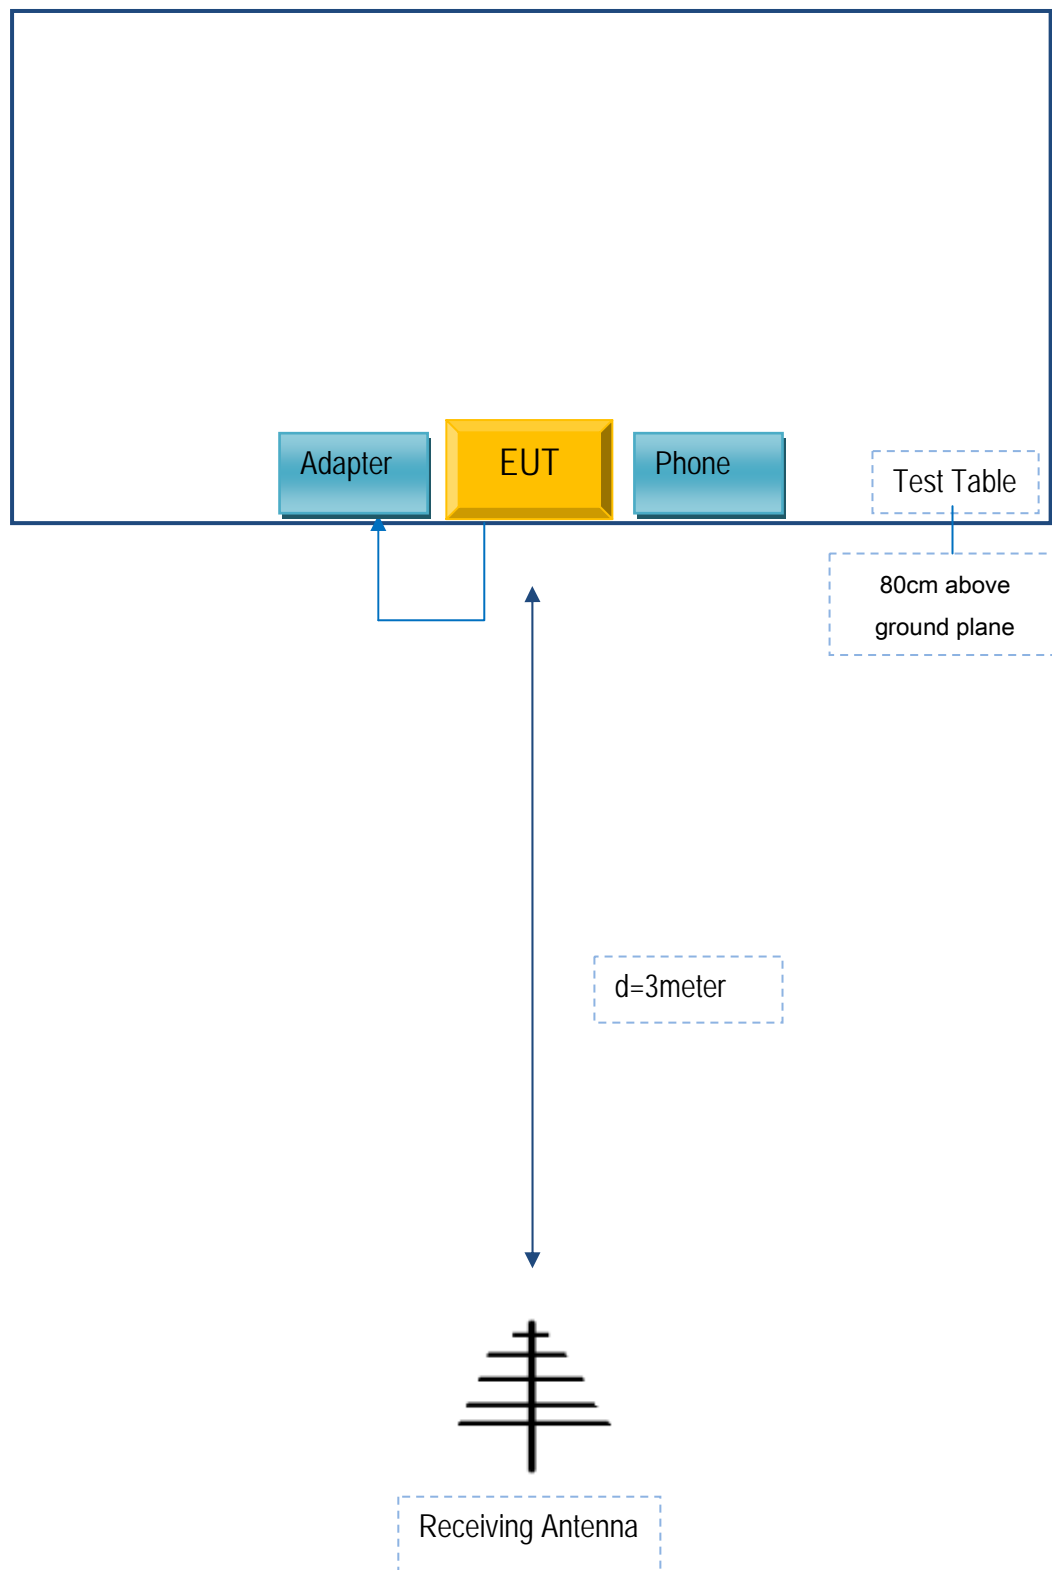 Adapter
EUT
Phone
Test Table
80cm above
ground plane
d=3meter
Receiving Antenna